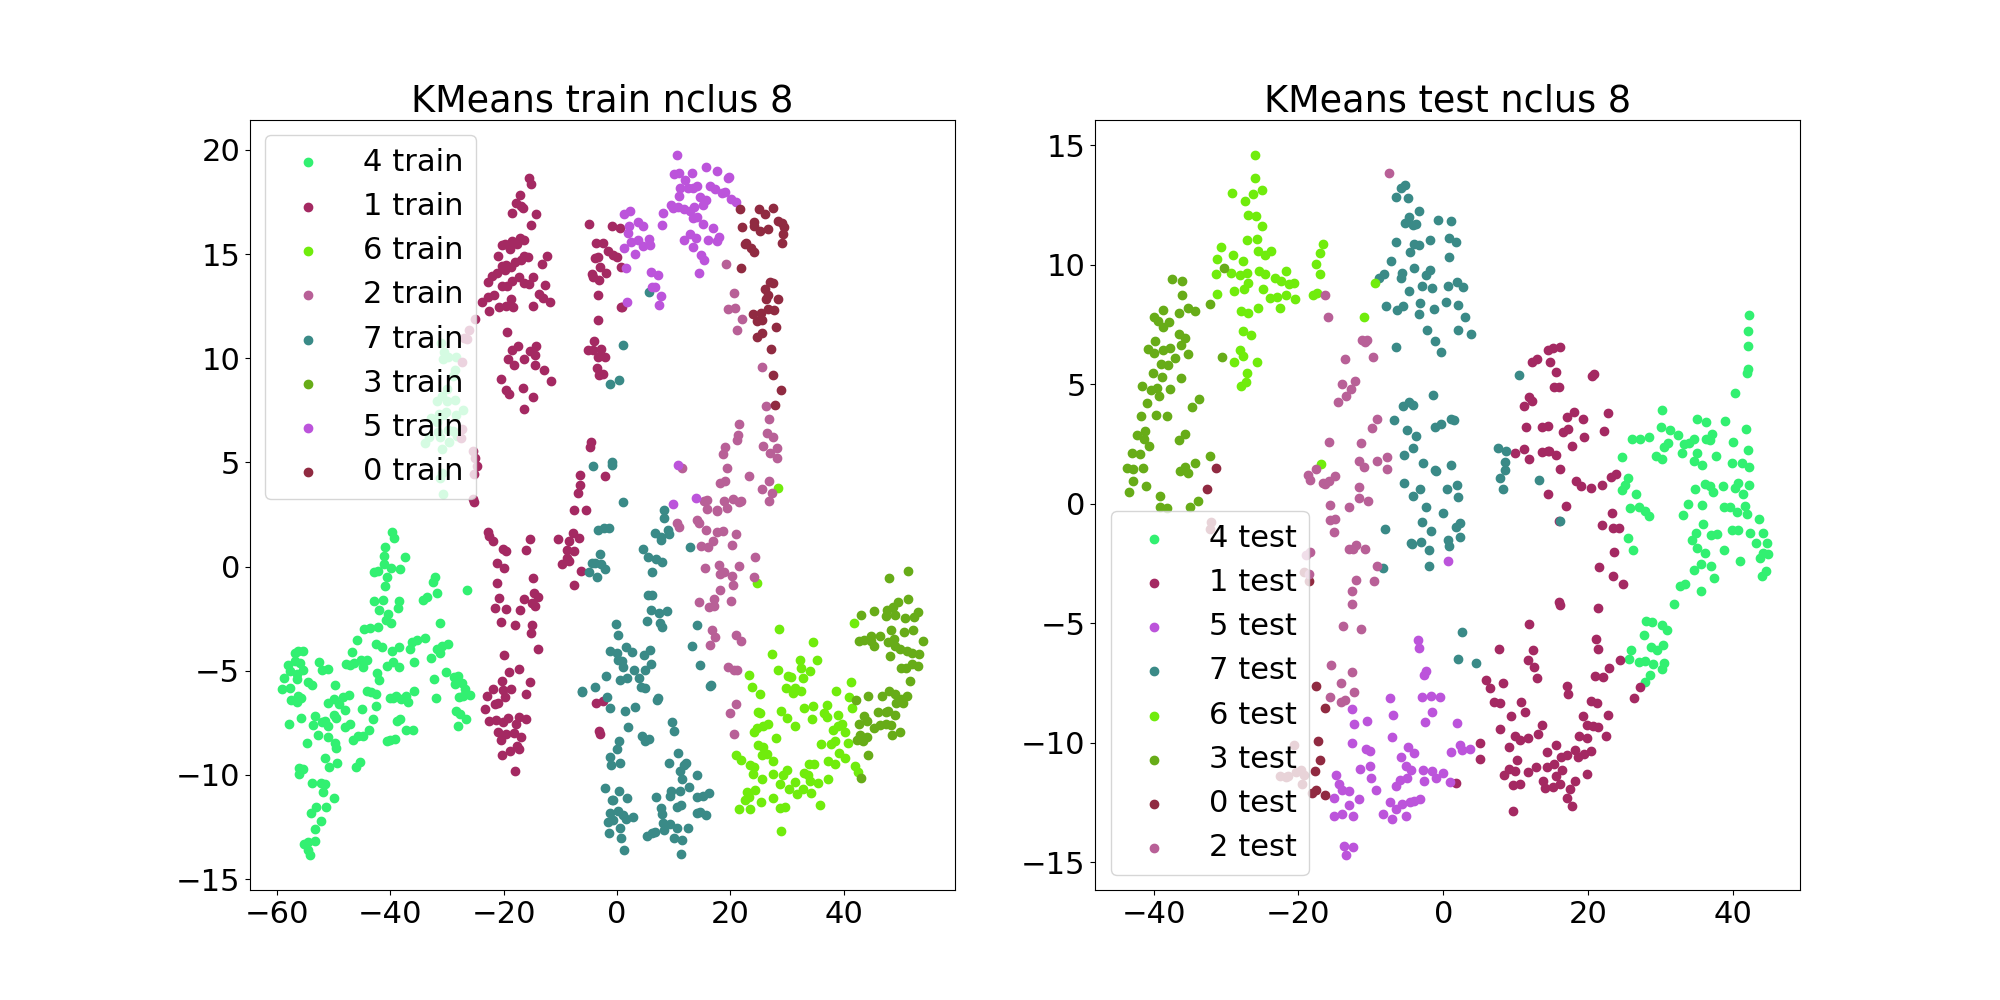 KMeans train nclus 8
20
15
10
5
0
−5
−10
−15
−60
−40
−20
0
20
40
4 train
1 train
6 train
2 train
7 train
3 train
5 train
0 train
KMeans test nclus 8
15
10
5
0
−5
−10
−15
−40
−20
0
20
40
4 test
1 test
5 test
7 test
6 test
3 test
0 test
2 test